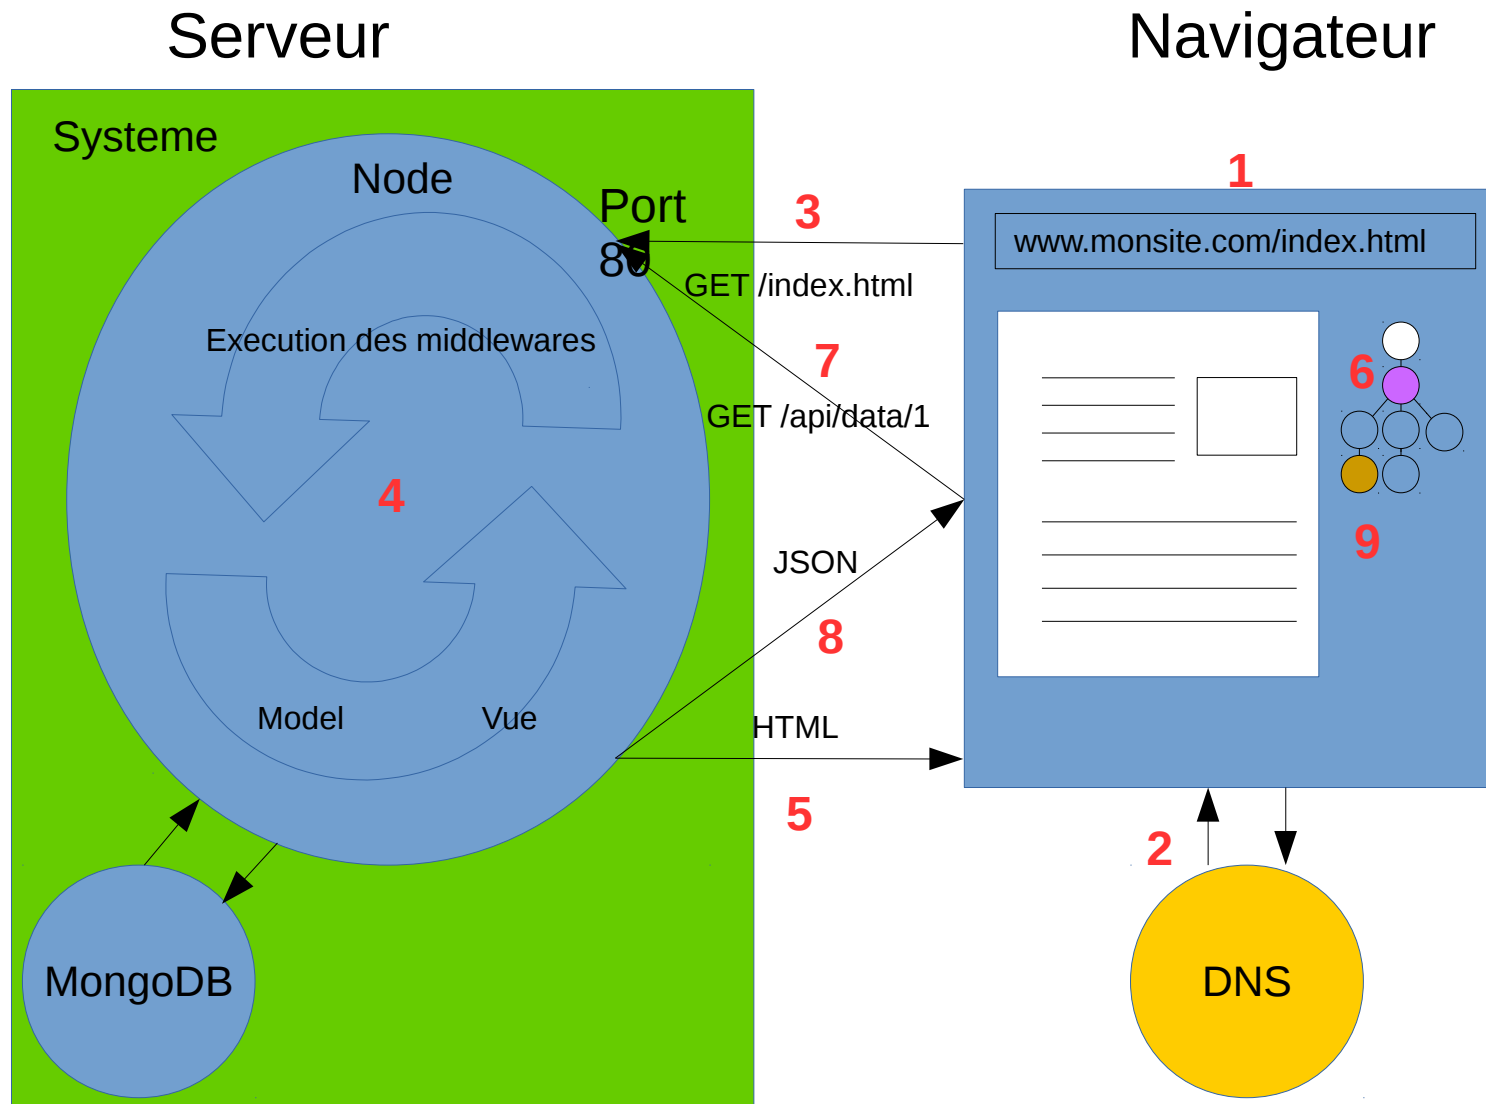 Serveur
Navigateur
Systeme
Node
Port
80
1
3
www.monsite.com/index.html
GET /index.html
Execution des middlewares
7
6
GET /api/data/1
4
9
JSON
8
Model
Vue
HTML
5
2
MongoDB
DNS